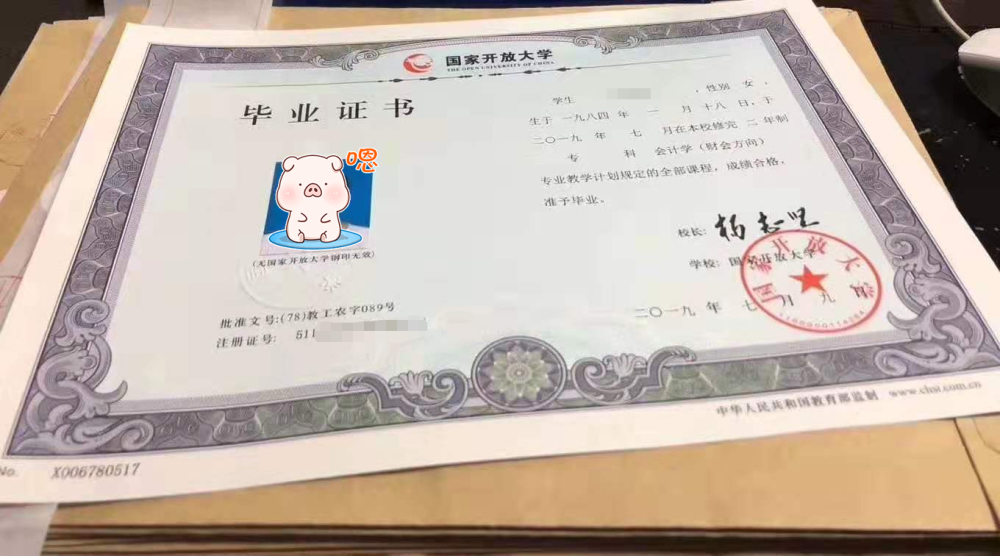 国家开放大学
THE OPEN UNIVERSITY OF CHINA
毕业证书
嗯
(无国家开放大学钢印无效)
批准文号:(78)教工农字089号
注册证号: 511
学生 ,性别 女 ,
生于 一九八四 年 一 月 十八 日,于
二〇一九 年 七 月在本校修完 二 年制
专 科 会计学(财会方向)
专业教学计划规定的全部课程,成绩合格,
准予毕业。
校长:
学校: 国家开放大学
国家开放大学
二〇一九 年 七 月 九 日
中华人民共和国教育部监制 www.chsi.com.cn
No. X006780517